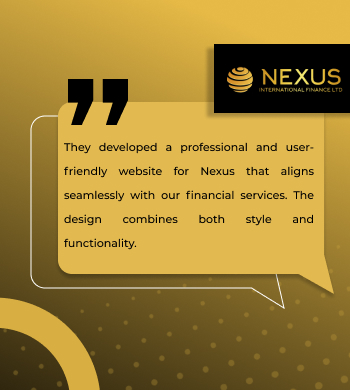 NEXUS
INTERNATIONAL FINANCE LTD
They developed a professional and user-
friendly website for Nexus that aligns
seamlessly with our financial services. The
design combines both style and
functionality.